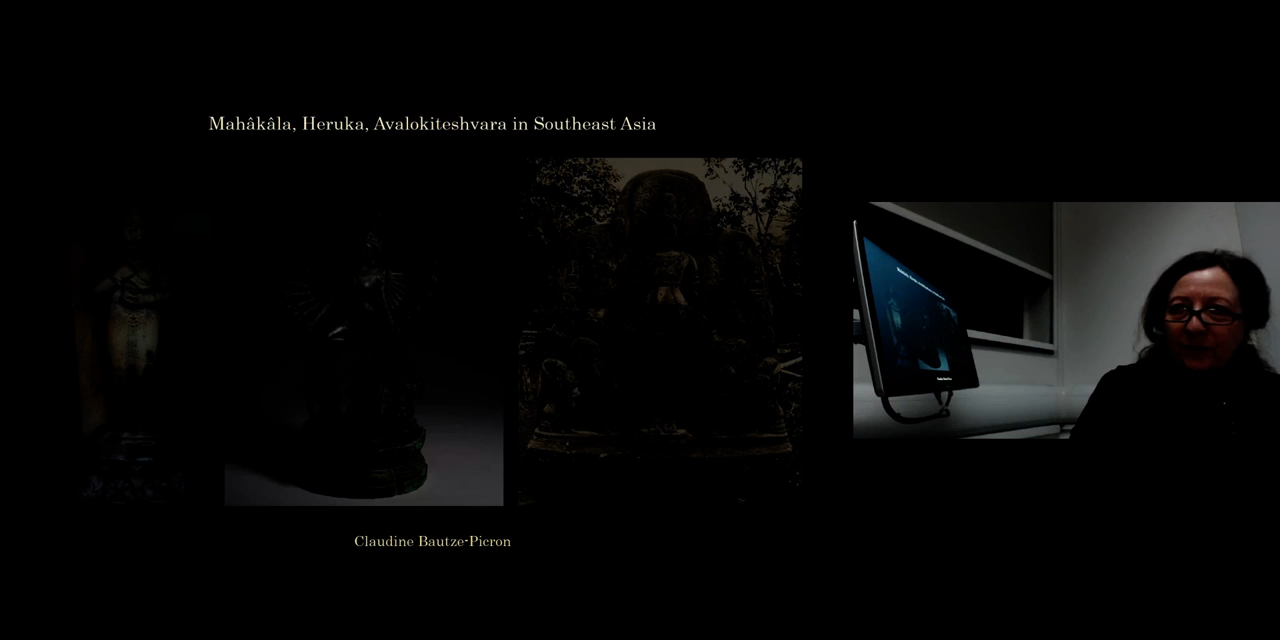 Mahâkâla, Heruka, Avalokiteshvara in Southeast Asia
Claudine Bautze-Picron